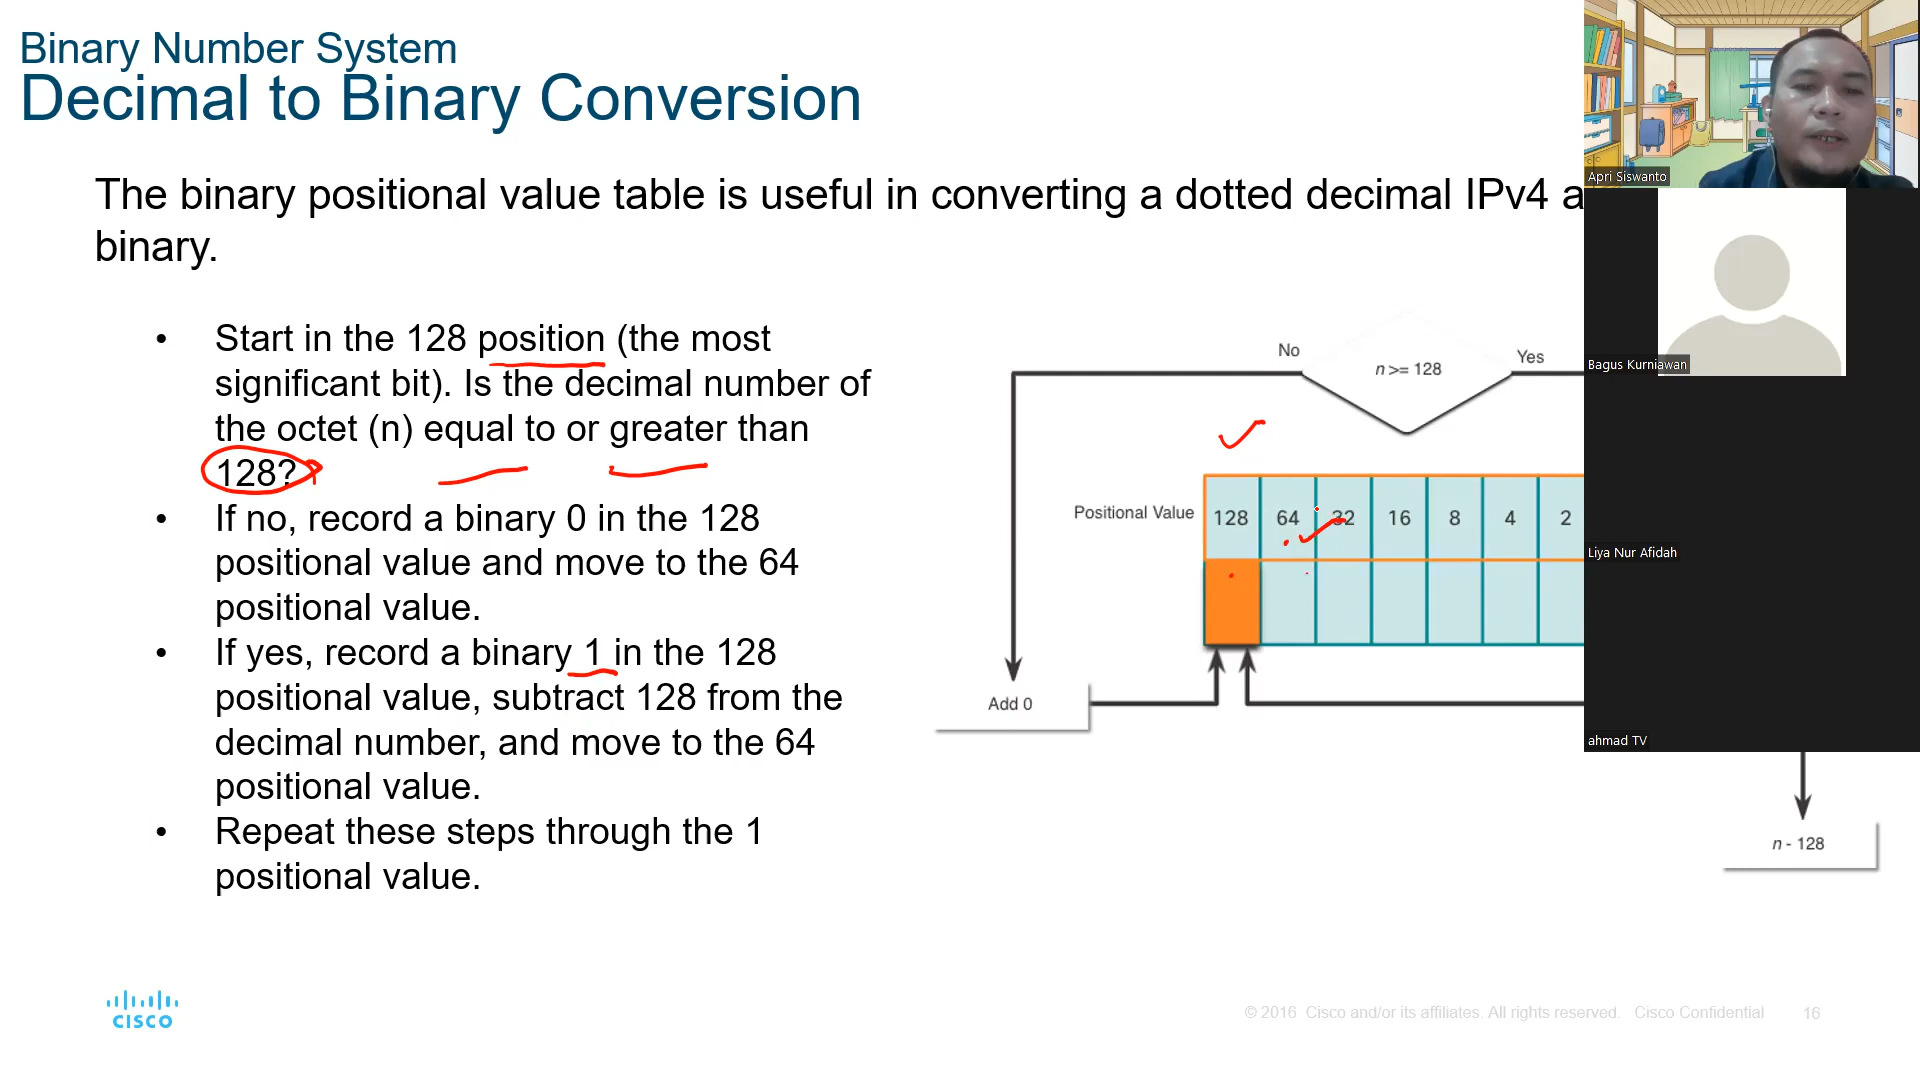 Binary Number System
Decimal to Binary Conversion
The binary positional value table is useful in converting a dotted decimal IPv4 a
binary.
• Start in the 128 position (the most
significant bit). Is the decimal number of
the octet (n) equal to or greater than
128?
• If no, record a binary 0 in the 128
positional value and move to the 64
positional value.
• If yes, record a binary 1 in the 128
positional value, subtract 128 from the
decimal number, and move to the 64
positional value.
• Repeat these steps through the 1
positional value.
No
n >= 128
Yes
Positional Value
128 64 32 16 8 4 2
Add 0
n - 128
Apri Siswanto
Bagus Kurniawan
Liya Nur Afidah
ahmad TV
CISCO
© 2016 Cisco and/or its affiliates. All rights reserved. Cisco Confidential
16